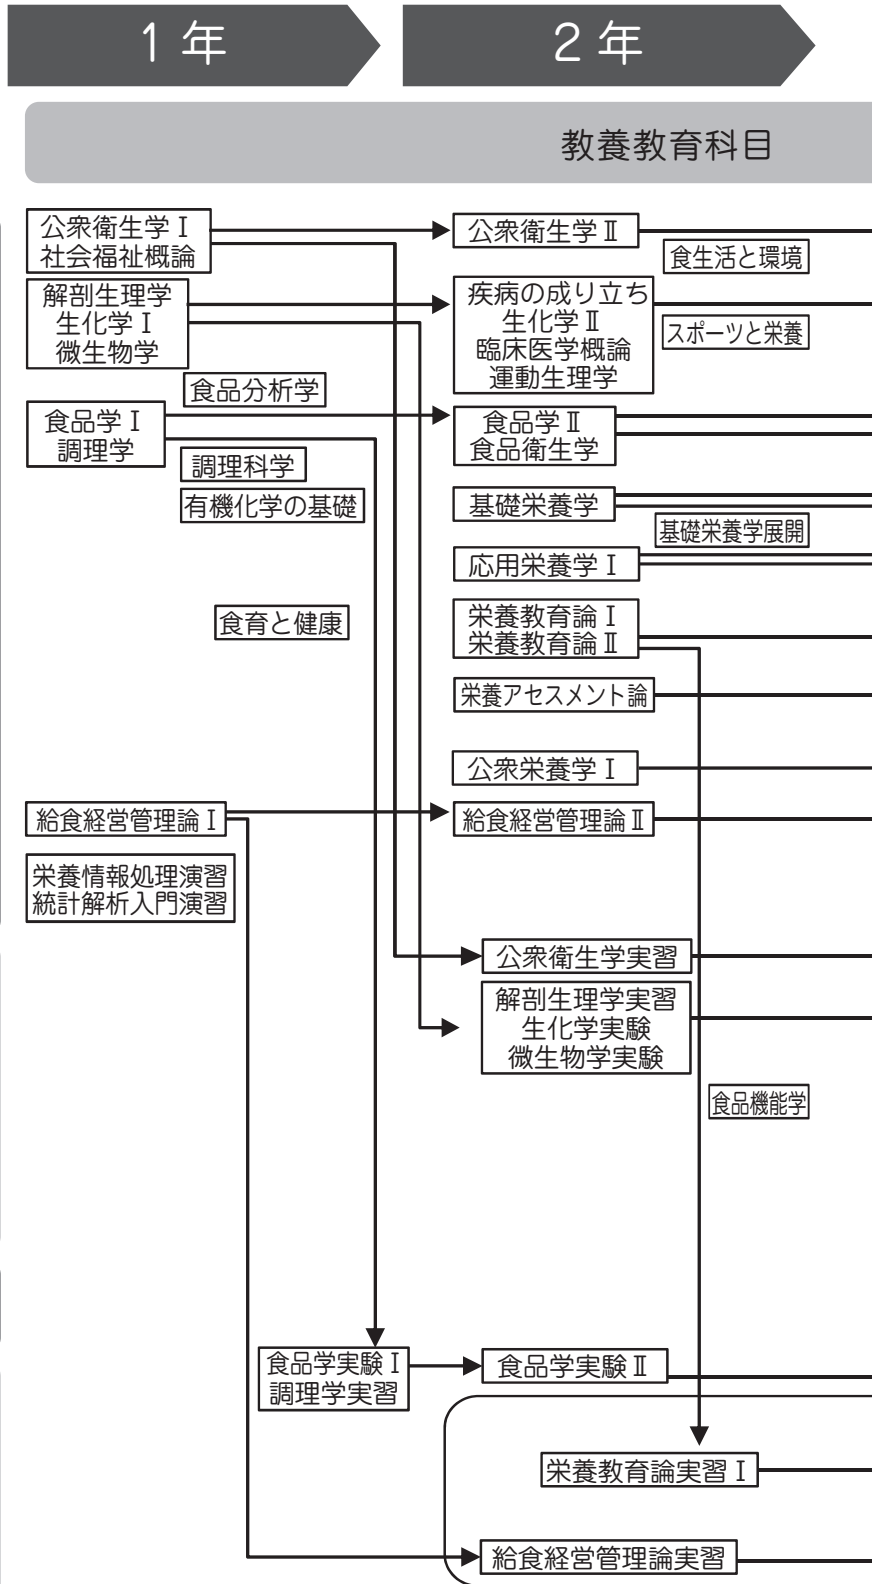 1 年
2 年
教養教育科目
公衆衛生学Ⅰ
社会福祉概論
公衆衛生学Ⅱ
食生活と環境
解剖生理学
生化学Ⅰ
微生物学
疾病の成り立ち
生化学Ⅱ
臨床医学概論
運動生理学
スポーツと栄養
食品分析学
食品学Ⅰ
調理学
食品学Ⅱ
食品衛生学
調理科学
有機化学の基礎
基礎栄養学
基礎栄養学展開
応用栄養学Ⅰ
食育と健康
栄養教育論Ⅰ
栄養教育論Ⅱ
栄養アセスメント論
公衆栄養学Ⅰ
給食経営管理論Ⅰ
給食経営管理論Ⅱ
栄養情報処理演習
統計解析入門演習
公衆衛生学実習
解剖生理学実習
生化学実験
微生物学実験
食品機能学
食品学実験Ⅰ
調理学実習
食品学実験Ⅱ
栄養教育論実習Ⅰ
給食経営管理論実習